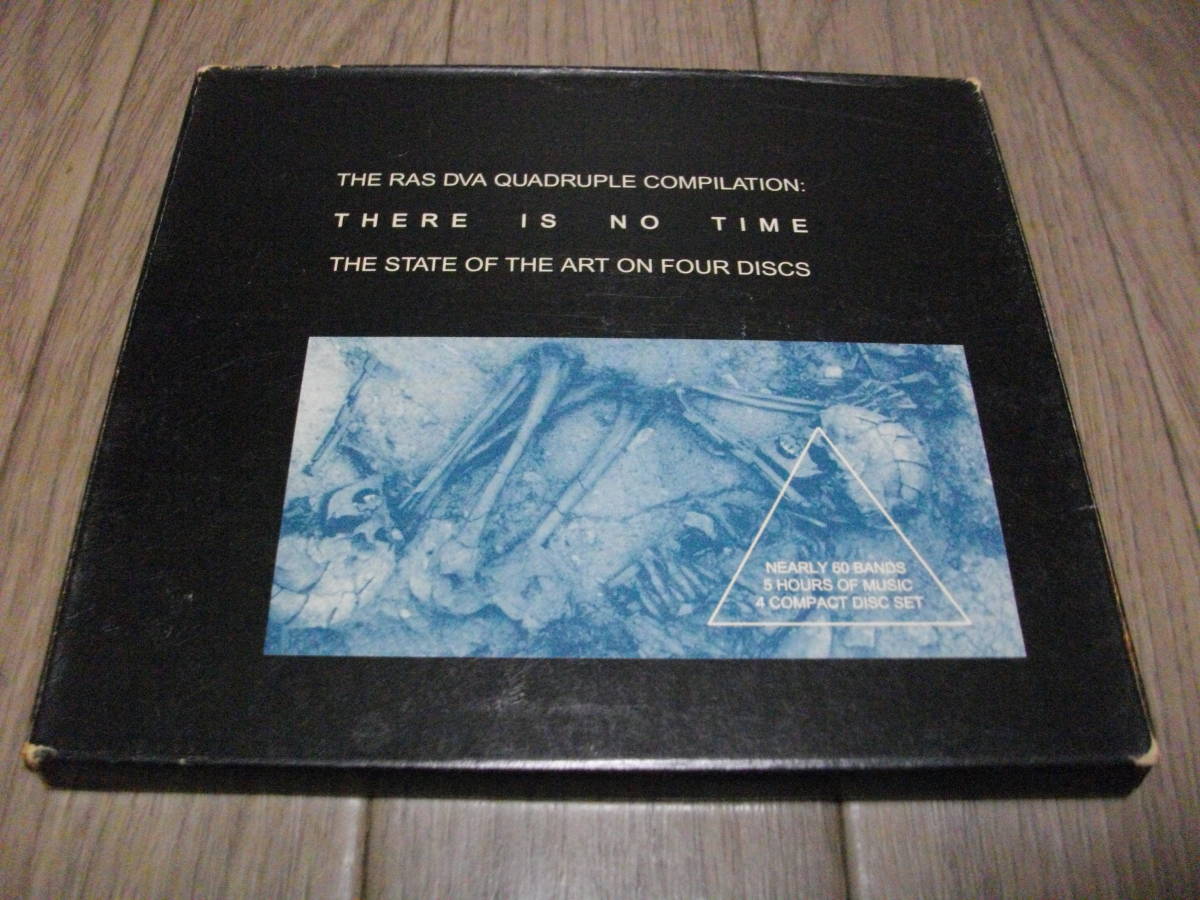 THE RAS DVA QUADRUPLE COMPILATION:
THERE IS NO TIME
THE STATE OF THE ART ON FOUR DISCS
NEARLY 60 BANDS
5 HOURS OF MUSIC
4 COMPACT DISC SET